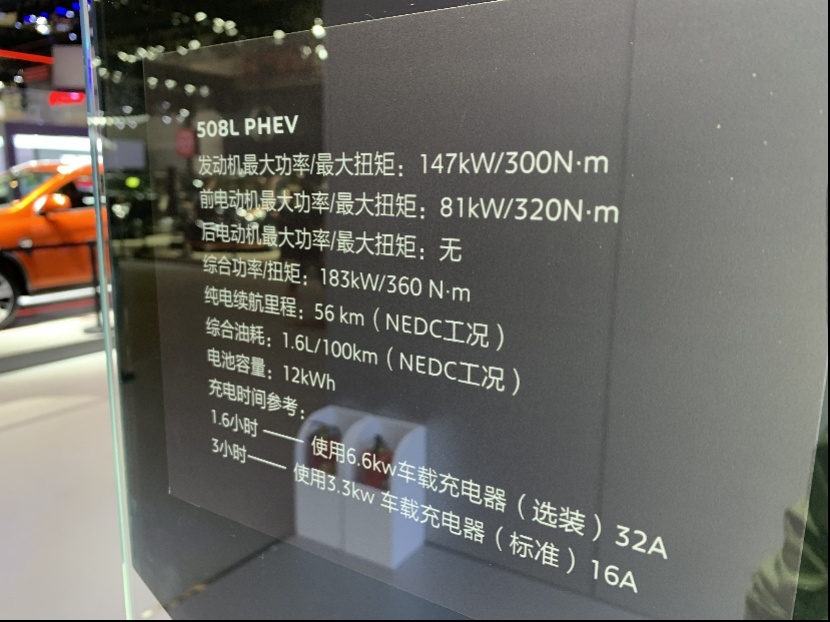 508L PHEV
发动机最大功率/最大扭矩：147kW/300N·m
前电动机最大功率/最大扭矩：81kW/320N·m
后电动机最大功率/最大扭矩：无
综合功率/扭矩：183kW/360 N·m
纯电续航里程：56 km（NEDC工况）
综合油耗：1.6L/100km（NEDC工况）
电池容量：12kWh
充电时间参考：
1.6小时 —— 使用6.6kw车载充电器（选装）32A
3小时—— 使用3.3kw 车载充电器（标准）16A